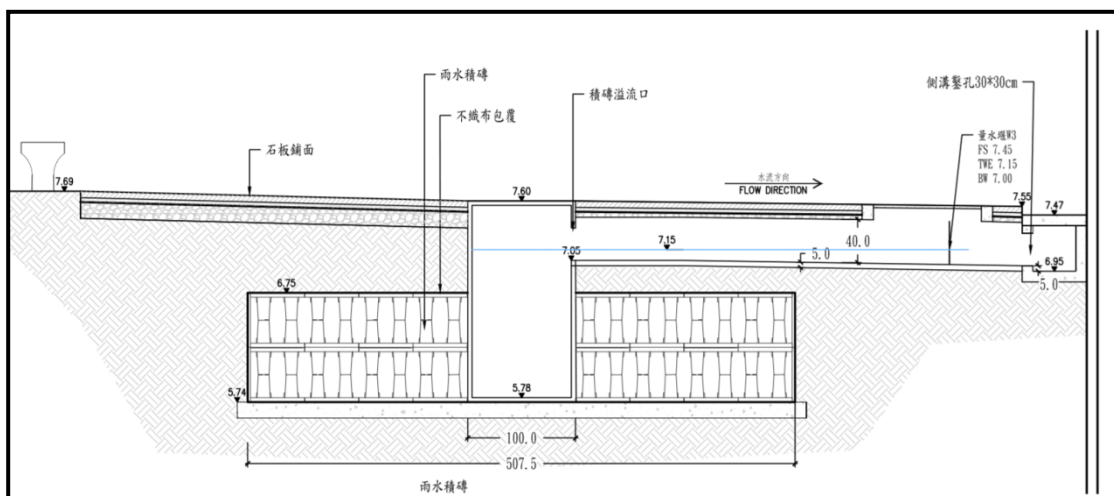 雨水積磚
積磚溢流口
側溝鑿孔30*30cm
不織布包覆
量水堰W3
FS 7.45
TWE 7.15
BW 7.00
石板鋪面
水流方向
FLOW DIRECTION
7.69
7.60
7.55
7.47
7.15
7.05
5.0
40.0
6.95
5.0
6.75
5.74
5.78
100.0
507.5
雨水積磚